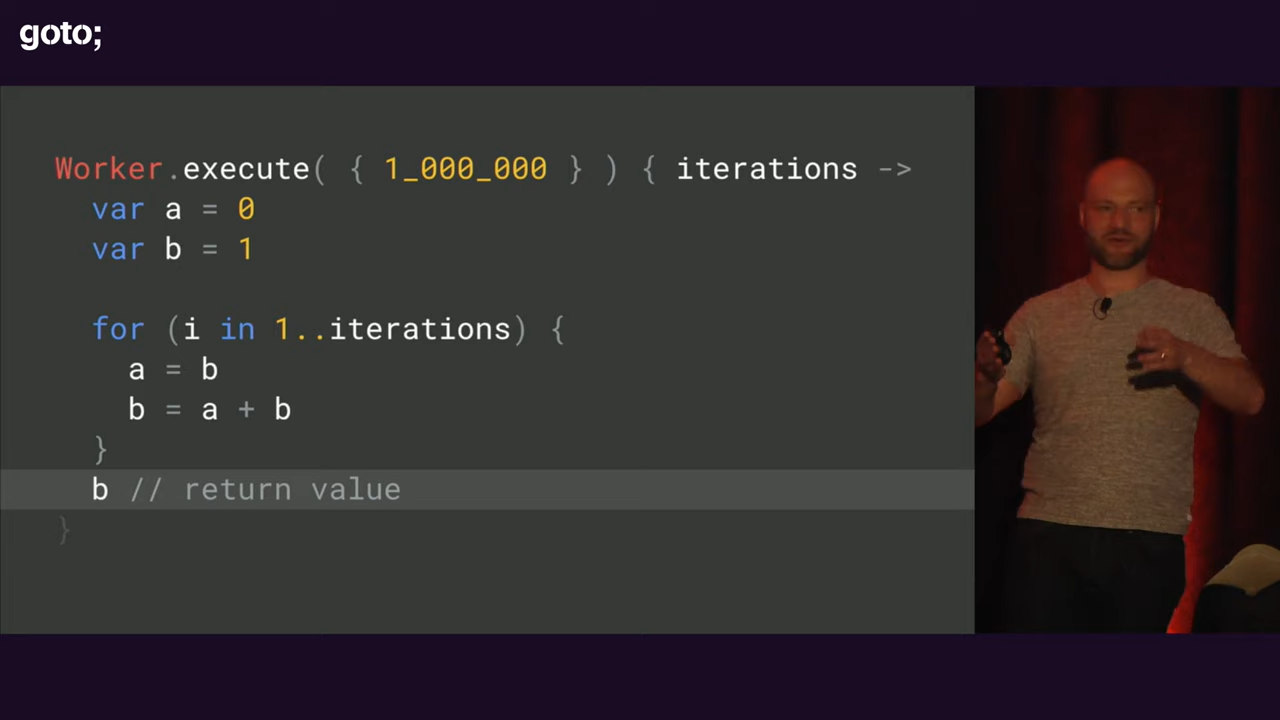 goto;
Worker.execute( { 1_000_000 } ) { iterations ->
var a = 0
var b = 1
for (i in 1..iterations) {
a = b
b = a + b
}
b // return value
}